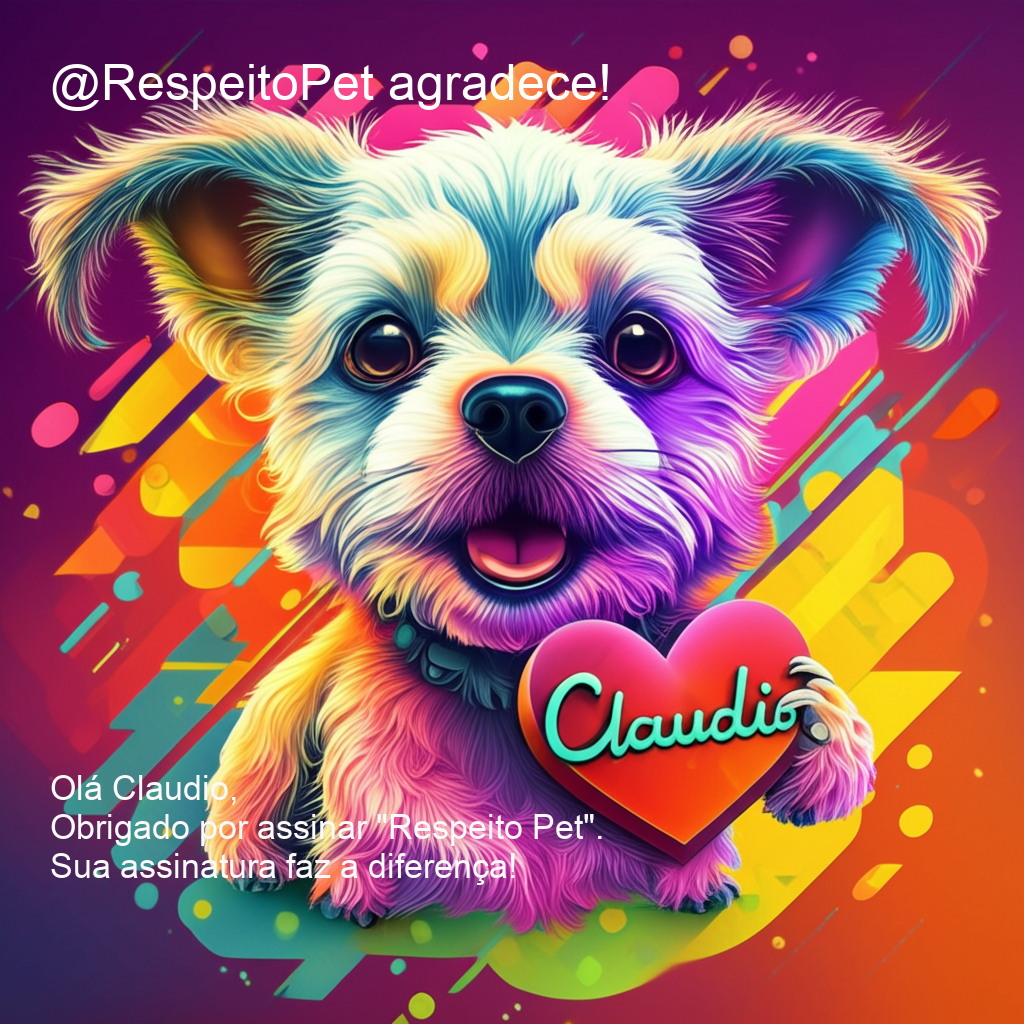 @RespeitoPet agradece!
Claudio
Olá Claudio,
Obrigado por assinar "Respeito Pet".
Sua assinatura faz a diferença!